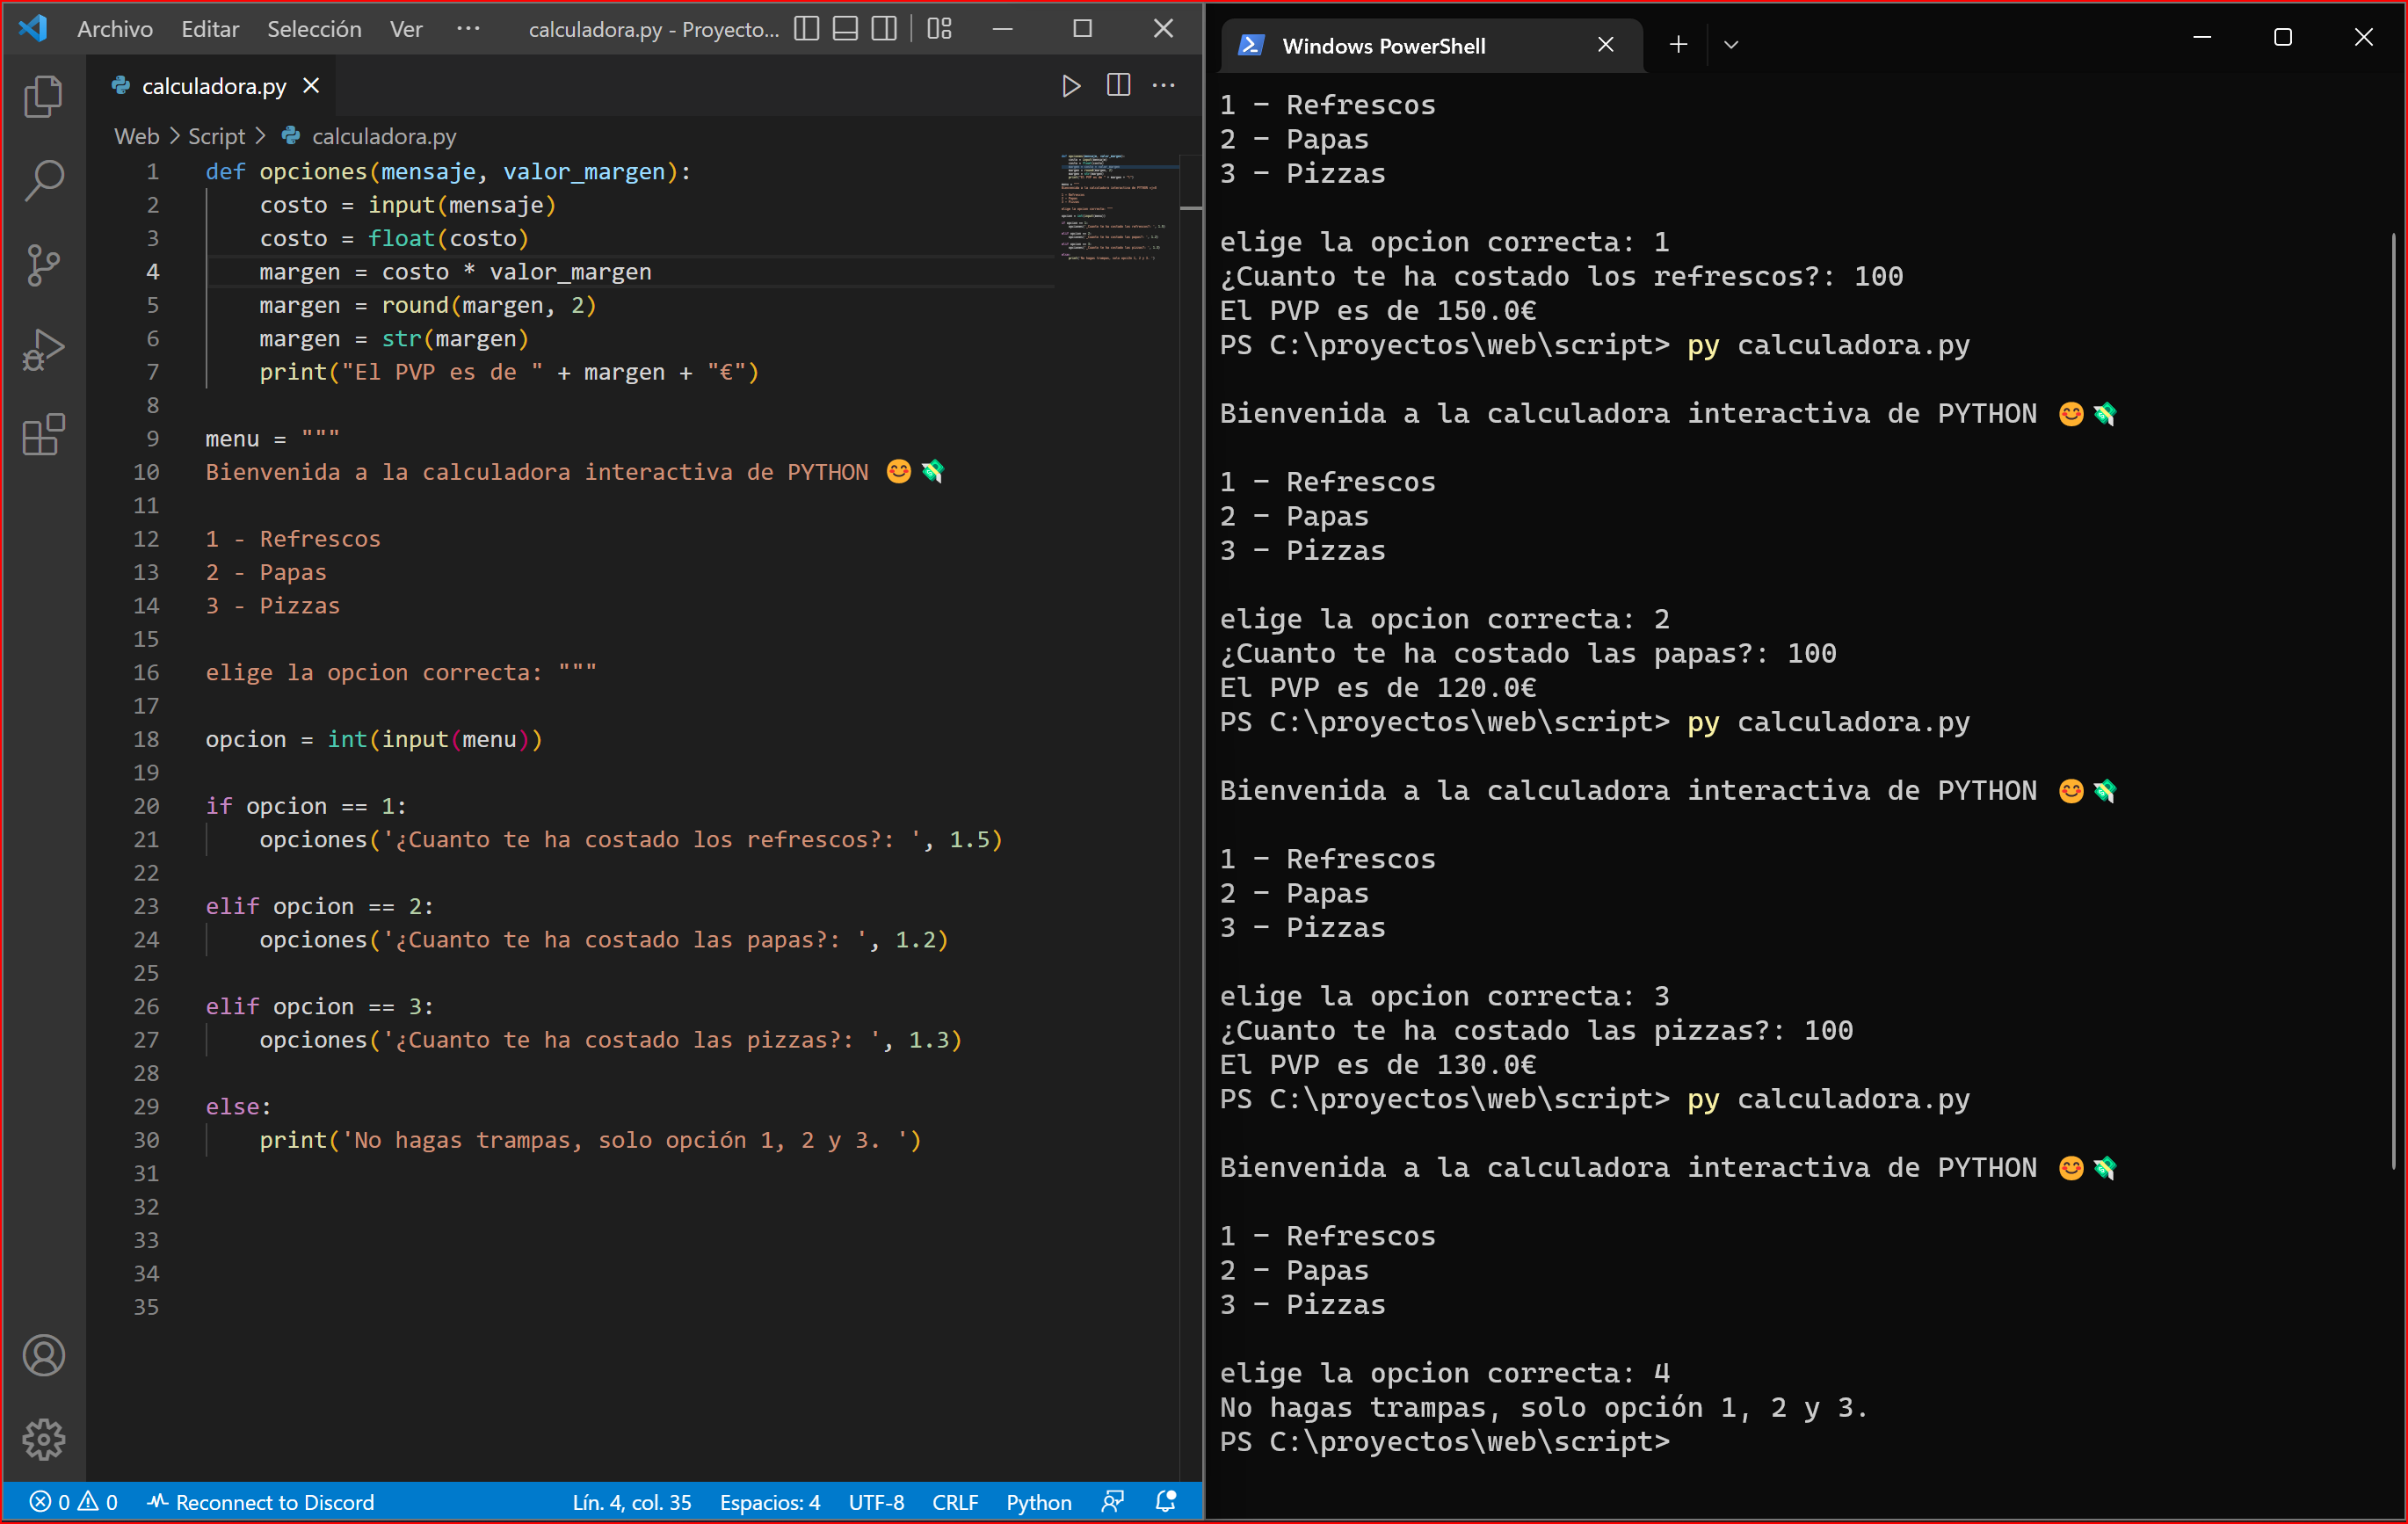 Archivo Editar Selección Ver ··· calculadora.py - Proyecto...
calculadora.py
Web > Script > calculadora.py
1 def opciones(mensaje, valor_margen):
2     costo = input(mensaje)
3     costo = float(costo)
4     margen = costo * valor_margen
5     margen = round(margen, 2)
6     margen = str(margen)
7     print("El PVP es de " + margen + "€")
8
9 menu = """
10 Bienvenida a la calculadora interactiva de PYTHON 😊💸
11
12 1 - Refrescos
13 2 - Papas
14 3 - Pizzas
15
16 elige la opcion correcta: """
17
18 opcion = int(input(menu))
19
20 if opcion == 1:
21     opciones('¿Cuanto te ha costado los refrescos?: ', 1.5)
22
23 elif opcion == 2:
24     opciones('¿Cuanto te ha costado las papas?: ', 1.2)
25
26 elif opcion == 3:
27     opciones('¿Cuanto te ha costado las pizzas?: ', 1.3)
28
29 else:
30     print('No hagas trampas, solo opción 1, 2 y 3. ')
31
32
33
34
35
0 0 Reconnect to Discord Lín. 4, col. 35 Espacios: 4 UTF-8 CRLF Python
Windows PowerShell
1 - Refrescos
2 - Papas
3 - Pizzas
elige la opcion correcta: 1
¿Cuanto te ha costado los refrescos?: 100
El PVP es de 150.0€
PS C:\proyectos\web\script> py calculadora.py
Bienvenida a la calculadora interactiva de PYTHON 😊💸
1 - Refrescos
2 - Papas
3 - Pizzas
elige la opcion correcta: 2
¿Cuanto te ha costado las papas?: 100
El PVP es de 120.0€
PS C:\proyectos\web\script> py calculadora.py
Bienvenida a la calculadora interactiva de PYTHON 😊💸
1 - Refrescos
2 - Papas
3 - Pizzas
elige la opcion correcta: 3
¿Cuanto te ha costado las pizzas?: 100
El PVP es de 130.0€
PS C:\proyectos\web\script> py calculadora.py
Bienvenida a la calculadora interactiva de PYTHON 😊💸
1 - Refrescos
2 - Papas
3 - Pizzas
elige la opcion correcta: 4
No hagas trampas, solo opción 1, 2 y 3.
PS C:\proyectos\web\script>